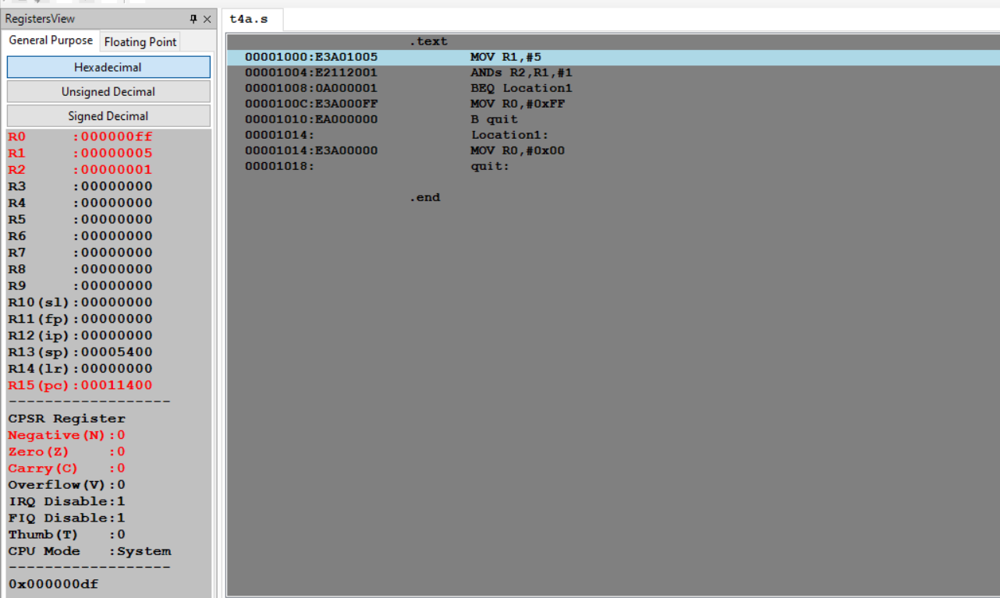 RegistersView
General Purpose Floating Point
Hexadecimal
Unsigned Decimal
Signed Decimal
R0 :000000ff
R1 :00000005
R2 :00000001
R3 :00000000
R4 :00000000
R5 :00000000
R6 :00000000
R7 :00000000
R8 :00000000
R9 :00000000
R10(sl):00000000
R11(fp):00000000
R12(ip):00000000
R13(sp):00005400
R14(lr):00000000
R15(pc):00011400
------------------
CPSR Register
Negative(N):0
Zero(Z) :0
Carry(C) :0
Overflow(V):0
IRQ Disable:1
FIQ Disable:1
Thumb(T) :0
CPU Mode :System
------------------
0x000000df
t4a.s
.text
00001000:E3A01005 MOV R1,#5
00001004:E2112001 ANDs R2,R1,#1
00001008:0A000001 BEQ Location1
0000100C:E3A000FF MOV R0,#0xFF
00001010:EA000000 B quit
00001014: Location1:
00001014:E3A00000 MOV R0,#0x00
00001018: quit:
.end